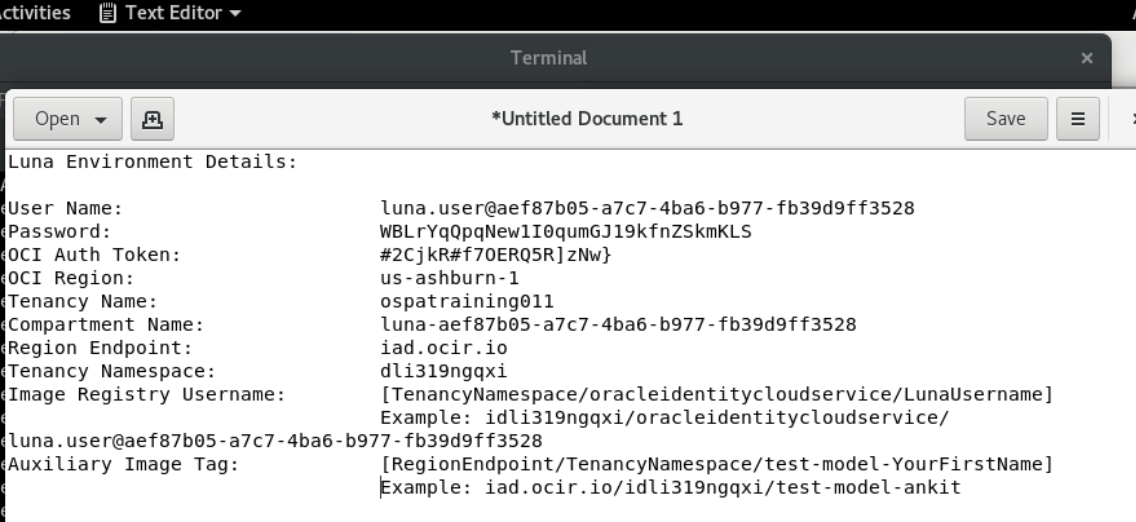 ctivities Text Editor
Terminal
Open *Untitled Document 1 Save
Luna Environment Details:
User Name: luna.user@aef87b05-a7c7-4ba6-b977-fb39d9ff3528
Password: WBLrYqQpqNew1I0qumGJ19kfnZSkmKLS
OCI Auth Token: #2CjkR#f7OERQ5R]zNw}
OCI Region: us-ashburn-1
Tenancy Name: ospatraining011
Compartment Name: luna-aef87b05-a7c7-4ba6-b977-fb39d9ff3528
Region Endpoint: iad.ocir.io
Tenancy Namespace: dli319ngqxi
Image Registry Username: [TenancyNamespace/oracleidentitycloudservice/LunaUsername]
Example: idli319ngqxi/oracleidentitycloudservice/
luna.user@aef87b05-a7c7-4ba6-b977-fb39d9ff3528
Auxiliary Image Tag: [RegionEndpoint/TenancyNamespace/test-model-YourFirstName]
Example: iad.ocir.io/idli319ngqxi/test-model-ankit